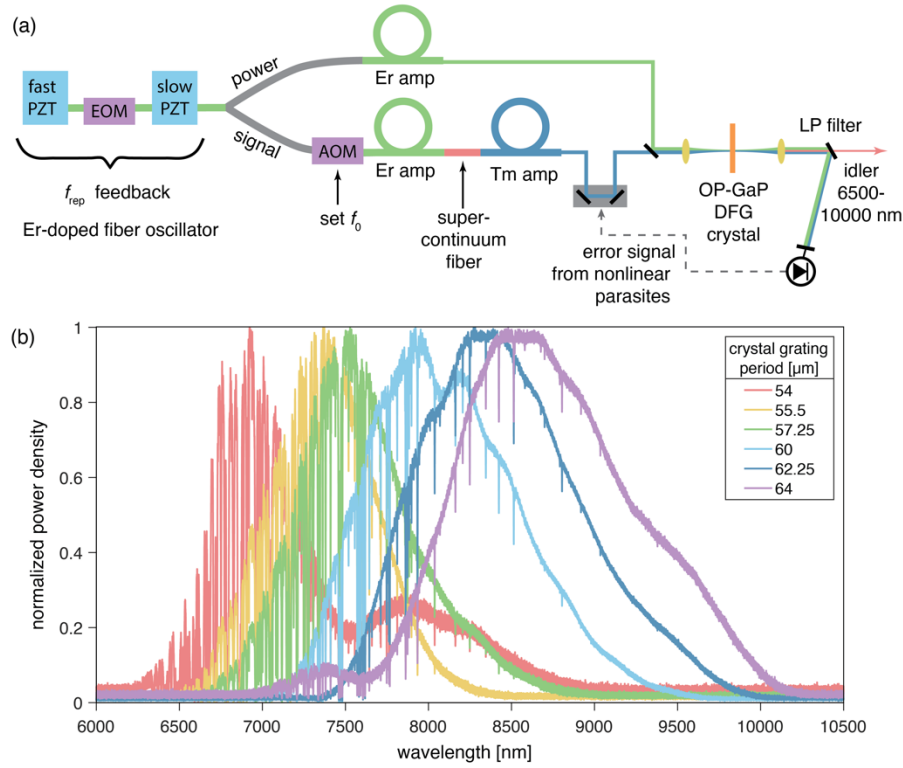 (a)
fast
PZT
EOM
slow
PZT
f_rep feedback
Er-doped fiber oscillator
power
signal
Er amp
AOM
set f_0
Er amp
super-
continuum
fiber
Tm amp
error signal
from nonlinear
parasites
OP-GaP
DFG
crystal
LP filter
idler
6500-
10000 nm
(b)
normalized power density
1
0.8
0.6
0.4
0.2
0
6000 6500 7000 7500 8000 8500 9000 9500 10000 10500
wavelength [nm]
crystal grating
period [µm]
54
55.5
57.25
60
62.25
64